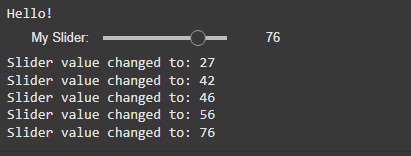 Hello!
My Slider: 76
Slider value changed to: 27
Slider value changed to: 42
Slider value changed to: 46
Slider value changed to: 56
Slider value changed to: 76